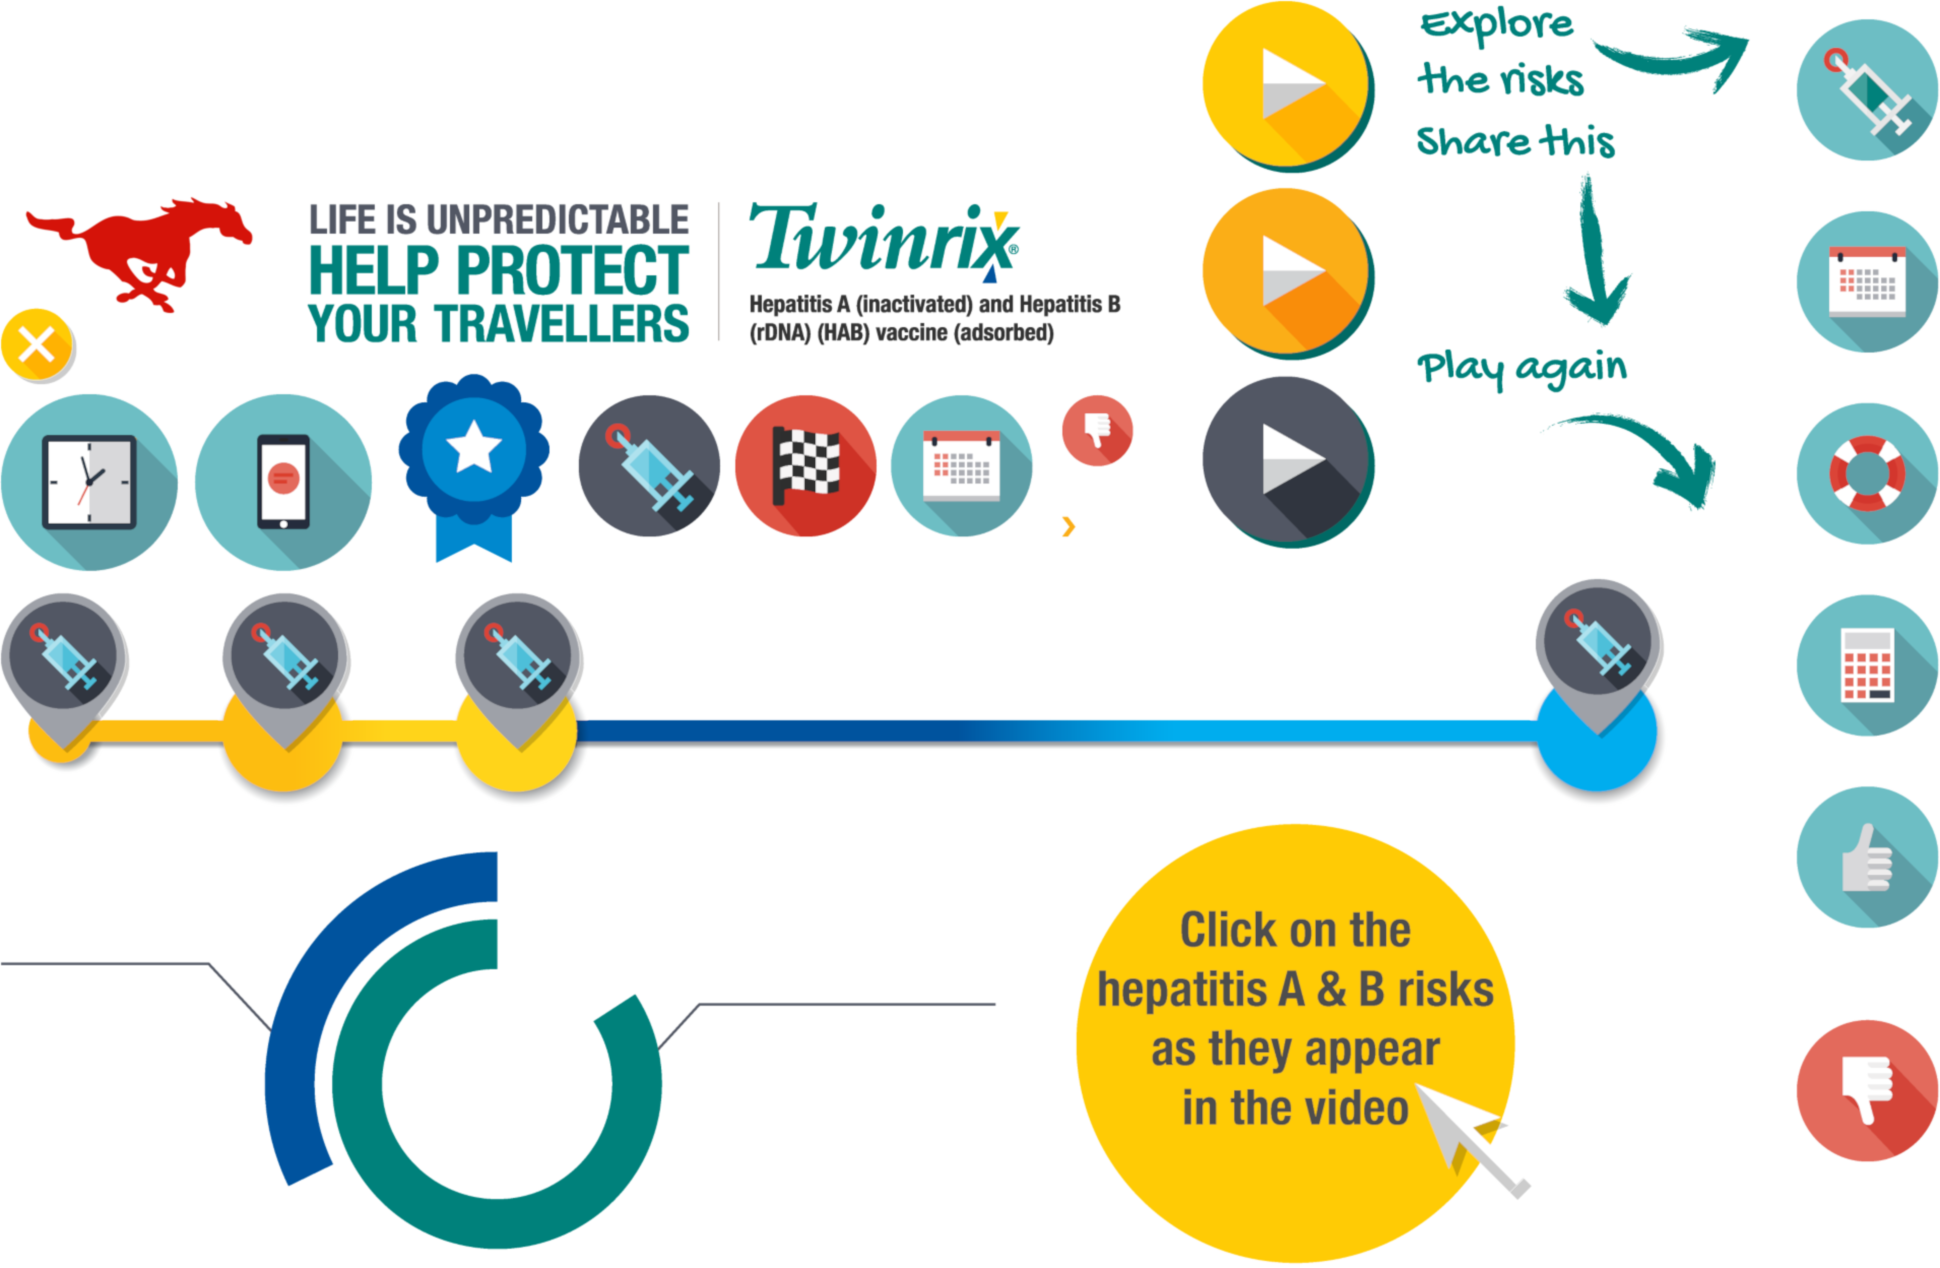 Explore
the risks
Share this
LIFE IS UNPREDICTABLE
HELP PROTECT
YOUR TRAVELLERS
Twinrix®
Hepatitis A (inactivated) and Hepatitis B
(rDNA) (HAB) vaccine (adsorbed)
Play again
Click on the
hepatitis A & B risks
as they appear
in the video